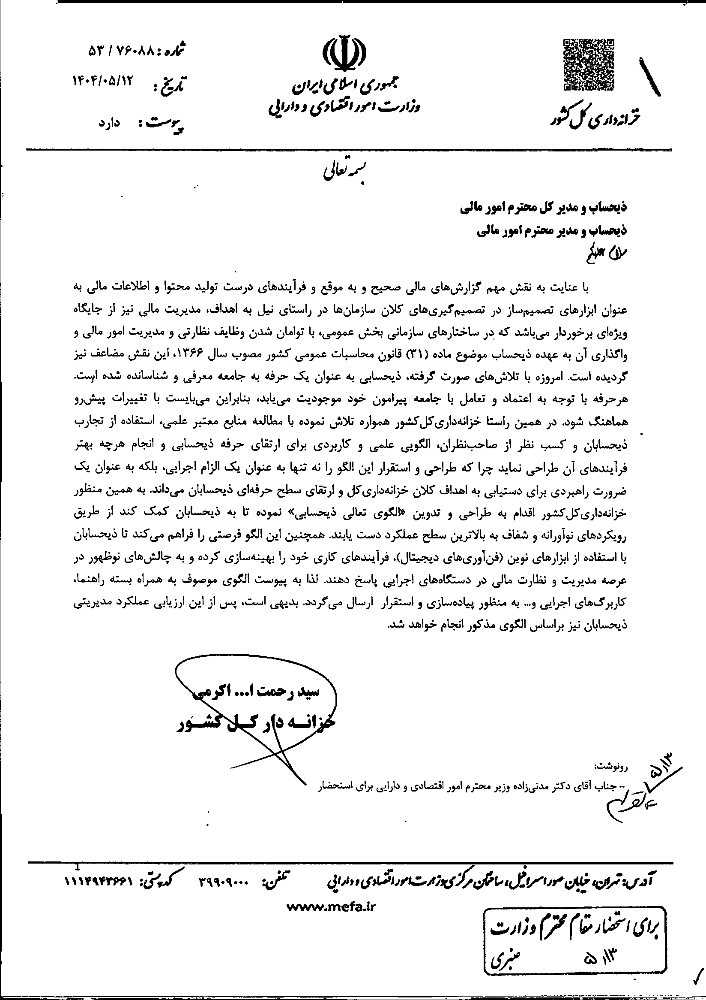 شماره: ۵۳ / ۷۶۰۸۸
تاریخ: ۱۴۰۴/۰۵/۱۲
پیوست: دارد
جمهوری اسلامی ایران
وزارت امور اقتصادی و دارایی
خزانه‌داری کل کشور
بسمه تعالی
ذیحساب و مدیر کل محترم امور مالی
ذیحساب و مدیر محترم امور مالی
سلام علیکم
با عنایت به نقش مهم گزارش‌های مالی صحیح و به موقع و فرآیندهای درست تولید محتوا و اطلاعات مالی به
عنوان ابزارهای تصمیم‌ساز در تصمیم‌گیری‌های کلان سازمان‌ها در راستای نیل به اهداف، مدیریت مالی نیز از جایگاه
ویژه‌ای برخوردار می‌باشد که در ساختارهای سازمانی بخش عمومی، با توامان شدن وظایف نظارتی و مدیریت امور مالی و
واگذاری آن به عهده ذیحساب موضوع ماده (۳۱) قانون محاسبات عمومی کشور مصوب سال ۱۳۶۶، این نقش مضاعف نیز
گردیده است. امروزه با تلاش‌های صورت گرفته، ذیحسابی به عنوان یک حرفه به جامعه معرفی و شناسانده شده است.
هرحرفه با توجه به اعتماد و تعامل با جامعه پیرامون خود موجودیت می‌یابد، بنابراین می‌بایست با تغییرات پیش‌رو
هماهنگ شود. در همین راستا خزانه‌داری‌کل‌کشور همواره تلاش نموده با مطالعه منابع معتبر علمی، استفاده از تجارب
ذیحسابان و کسب نظر از صاحب‌نظران، الگویی علمی و کاربردی برای ارتقای حرفه ذیحسابی و انجام هرچه بهتر
فرآیندهای آن طراحی نماید چرا که طراحی و استقرار این الگو را نه تنها به عنوان یک الزام اجرایی، بلکه به عنوان یک
ضرورت راهبردی برای دستیابی به اهداف کلان خزانه‌داری‌کل و ارتقای سطح حرفه‌ای ذیحسابان می‌داند. به همین منظور
خزانه‌داری‌کل‌کشور اقدام به طراحی و تدوین «الگوی تعالی ذیحسابی» نموده تا به ذیحسابان کمک کند از طریق
رویکردهای نوآورانه و شفاف به بالاترین سطح عملکرد دست یابند. همچنین این الگو فرصتی را فراهم می‌کند تا ذیحسابان
با استفاده از ابزارهای نوین (فن‌آوری‌های دیجیتال)، فرآیندهای کاری خود را بهینه‌سازی کرده و به چالش‌های نوظهور در
عرصه مدیریت و نظارت مالی در دستگاه‌های اجرایی پاسخ دهند. لذا به پیوست الگوی موصوف به همراه بسته راهنما،
کاربرگ‌های اجرایی و... به منظور پیاده‌سازی و استقرار ارسال می‌گردد. بدیهی است، پس از این ارزیابی عملکرد مدیریتی
ذیحسابان نیز براساس الگوی مذکور انجام خواهد شد.
سید رحمت ا... اکرمی
خزانه دار کل کشور
رونوشت:
- جناب آقای دکتر مدنی‌زاده وزیر محترم امور اقتصادی و دارایی برای استحضار
۵/۱۳
آدرس: تهران، خیابان صوراسرافیل، ساختمان مرکزی وزارت امور اقتصادی و دارایی تلفن: ۳۹۹۰۹۰۰۰ کدپستی: ۱۱۱۴۹۴۳۶۶۱
www.mefa.ir
برای استحضار مقام محترم وزارت
۵/۱۳